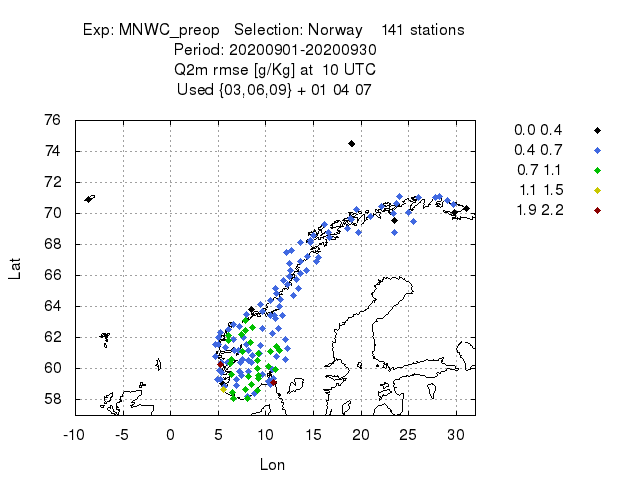 Exp: MNWC_preop Selection: Norway 141 stations
Period: 20200901-20200930
Q2m rmse [g/Kg] at 10 UTC
Used {03,06,09} + 01 04 07
76
74
72
70
68
66
64
62
60
58
Lat
-10 -5 0 5 10 15 20 25 30
Lon
0.0 0.4
0.4 0.7
0.7 1.1
1.1 1.5
1.9 2.2